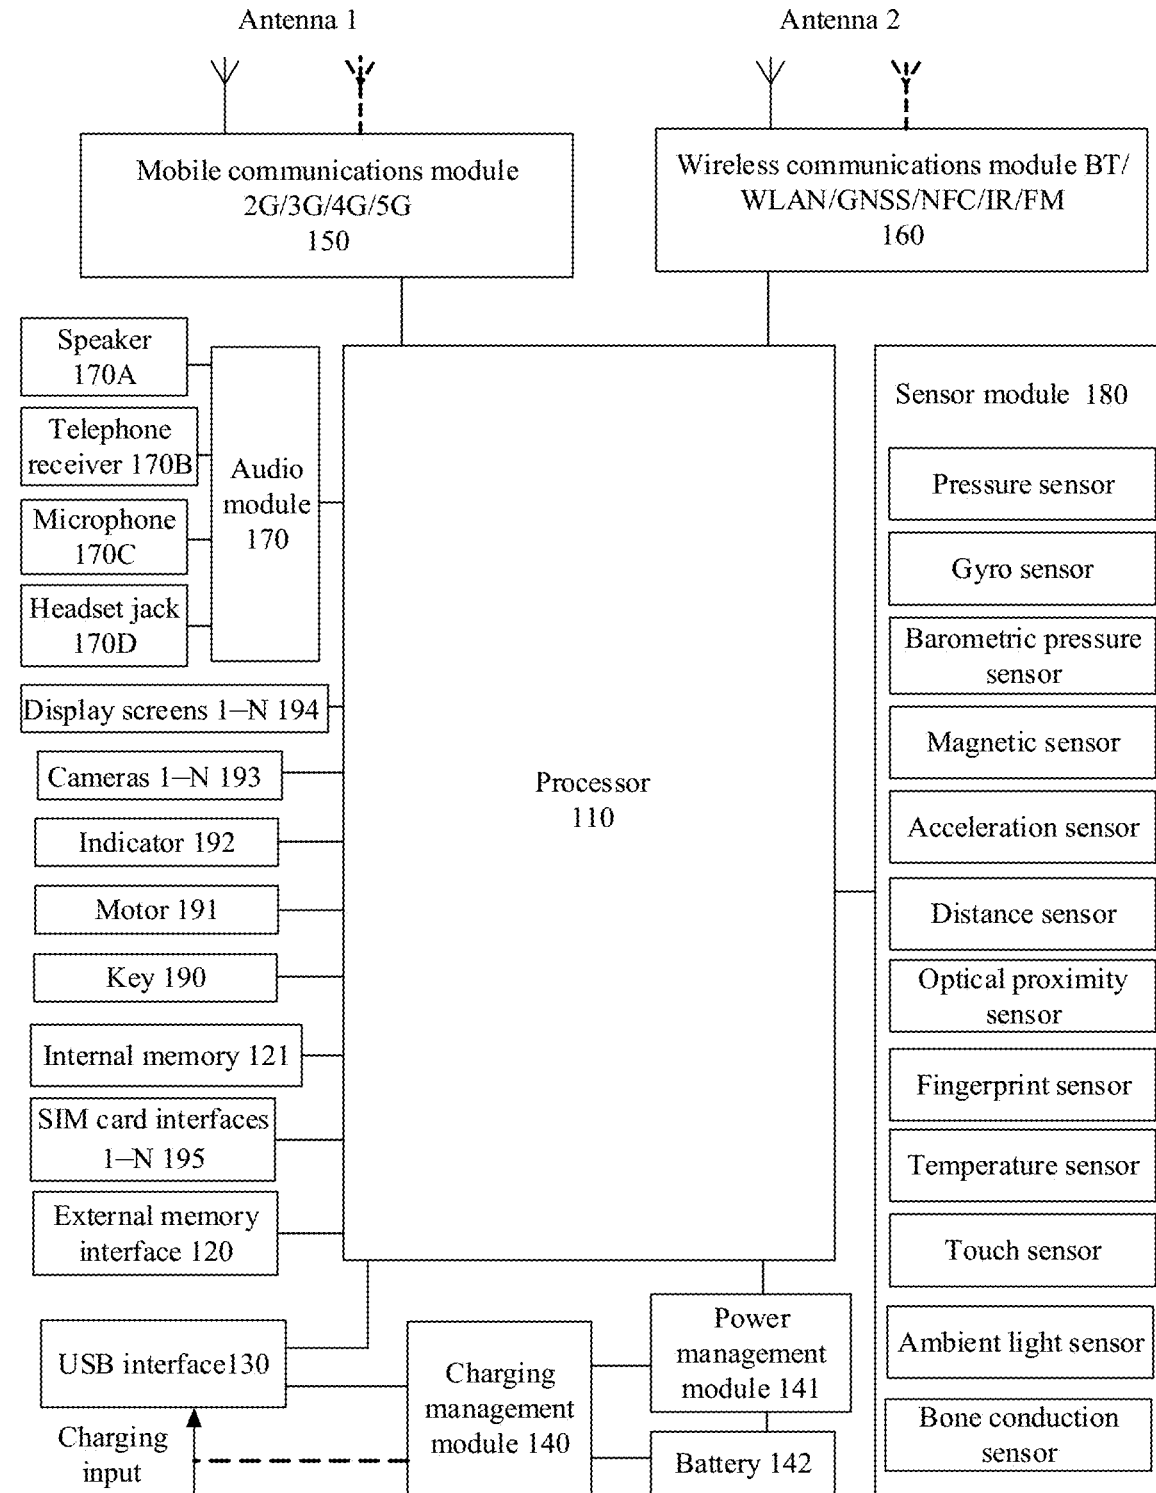 Antenna 1
Antenna 2
Mobile communications module
2G/3G/4G/5G
150
Wireless communications module BT/
WLAN/GNSS/NFC/IR/FM
160
Speaker
170A
Telephone
receiver 170B
Microphone
170C
Headset jack
170D
Audio
module
170
Display screens 1–N 194
Cameras 1–N 193
Indicator 192
Motor 191
Key 190
Internal memory 121
SIM card interfaces
1–N 195
External memory
interface 120
Processor
110
Sensor module 180
Pressure sensor
Gyro sensor
Barometric pressure
sensor
Magnetic sensor
Acceleration sensor
Distance sensor
Optical proximity
sensor
Fingerprint sensor
Temperature sensor
Touch sensor
Ambient light sensor
Bone conduction
sensor
USB interface130
Charging
input
Charging
management
module 140
Power
management
module 141
Battery 142